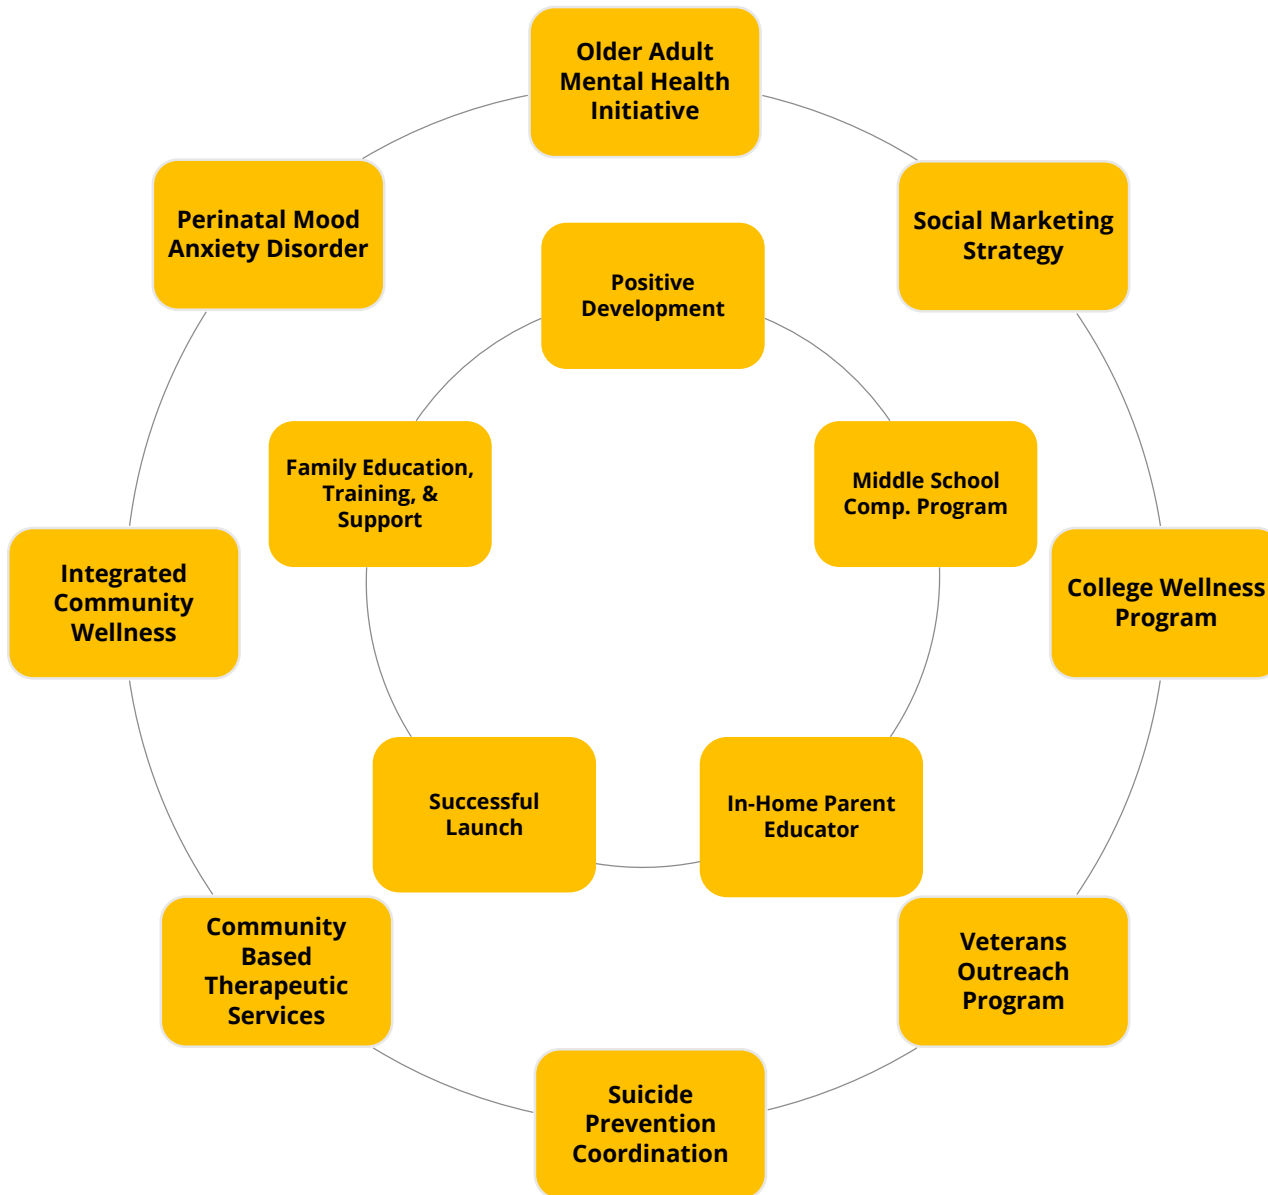 Older Adult
Mental Health
Initiative
Perinatal Mood
Anxiety Disorder
Social Marketing
Strategy
Positive
Development
Family Education,
Training, &
Support
Middle School
Comp. Program
Integrated
Community
Wellness
College Wellness
Program
Successful
Launch
In-Home Parent
Educator
Community
Based
Therapeutic
Services
Veterans
Outreach
Program
Suicide
Prevention
Coordination